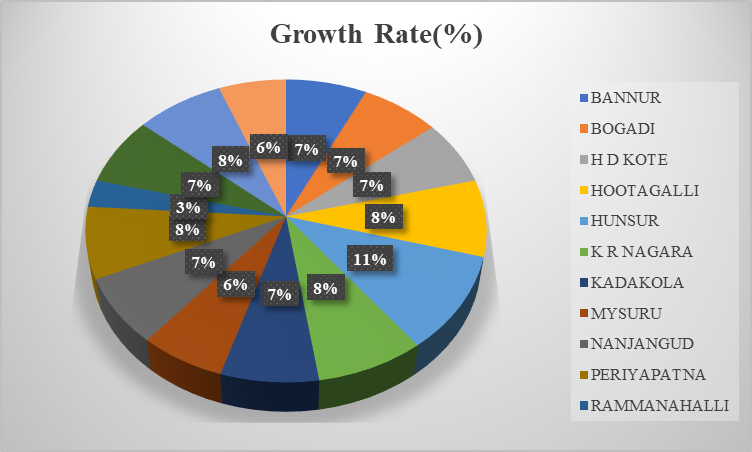 Growth Rate(%)
6%
7%
8%
7%
7%
7%
3%
8%
8%
7%
11%
6%
7%
8%
BANNUR
BOGADI
H D KOTE
HOOTAGALLI
HUNSUR
K R NAGARA
KADAKOLA
MYSURU
NANJANGUD
PERIYAPATNA
RAMMANAHALLI